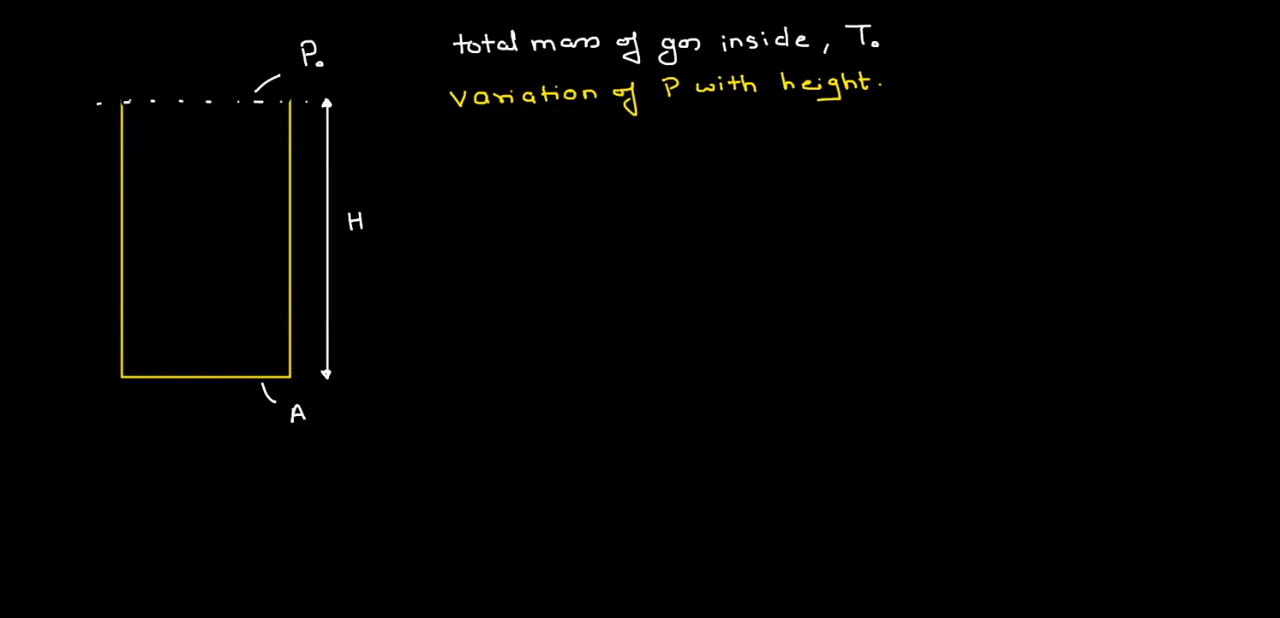 total mass of gas inside, T₀
variation of P with height.
P₀
H
A